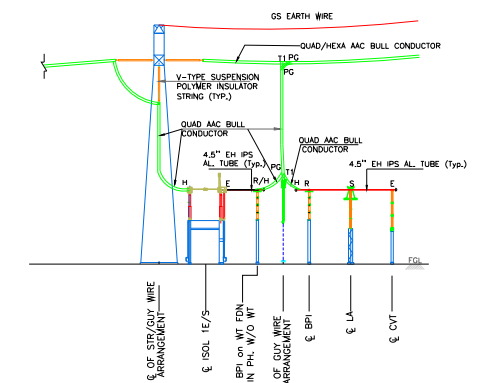 GS EARTH WIRE
QUAD/HEXA AAC BULL CONDUCTOR
T1 PG
PG
V-TYPE SUSPENSION
POLYMER INSULATOR
STRING (TYP.)
QUAD AAC BULL
CONDUCTOR
QUAD AAC BULL
CONDUCTOR
4.5" EH IPS
AL. TUBE (Typ.)
PG
T1
4.5" EH IPS
AL. TUBE (Typ.)
H
E
R/H
H
R
S
E
FGL
℄ OF STR/GUY WIRE
ARRANGEMENT
℄ ISOL 1E/S
BPI on WT FDN
IN PH. W/O WT
OF GUY WIRE
ARRANGEMENT
℄ BPI
℄ LA
℄ CVT